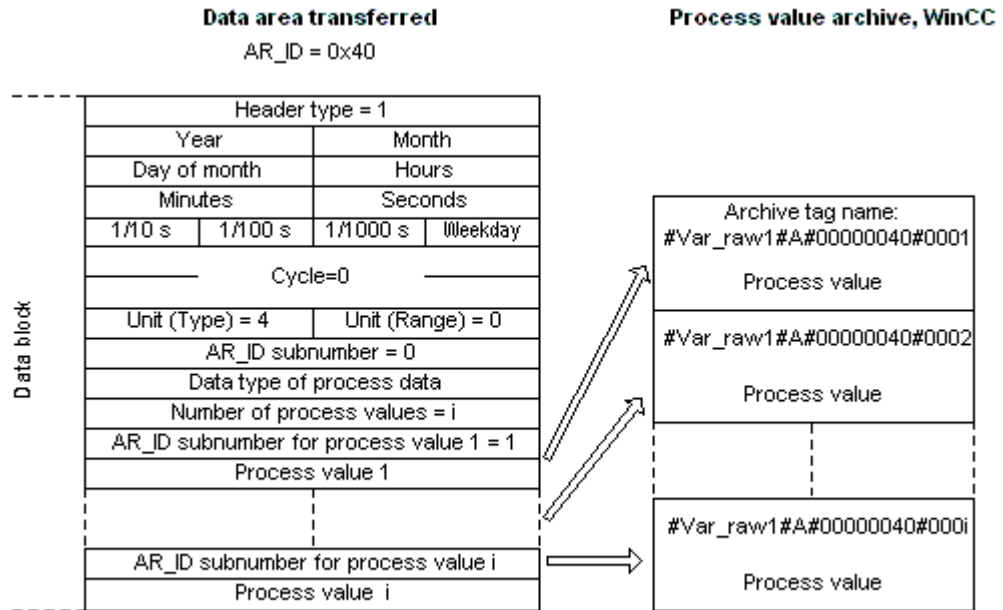 Data area transferred
AR_ID = 0x40
Process value archive, WinCC
Data block
Header type = 1
Year Month
Day of month Hours
Minutes Seconds
1/10 s 1/100 s 1/1000 s Weekday
Cycle=0
Unit (Type) = 4 Unit (Range) = 0
AR_ID subnumber = 0
Data type of process data
Number of process values = i
AR_ID subnumber for process value 1 = 1
Process value 1
AR_ID subnumber for process value i
Process value i
Archive tag name:
#Var_raw1#A#00000040#0001
Process value
#Var_raw1#A#00000040#0002
Process value
#Var_raw1#A#00000040#000i
Process value